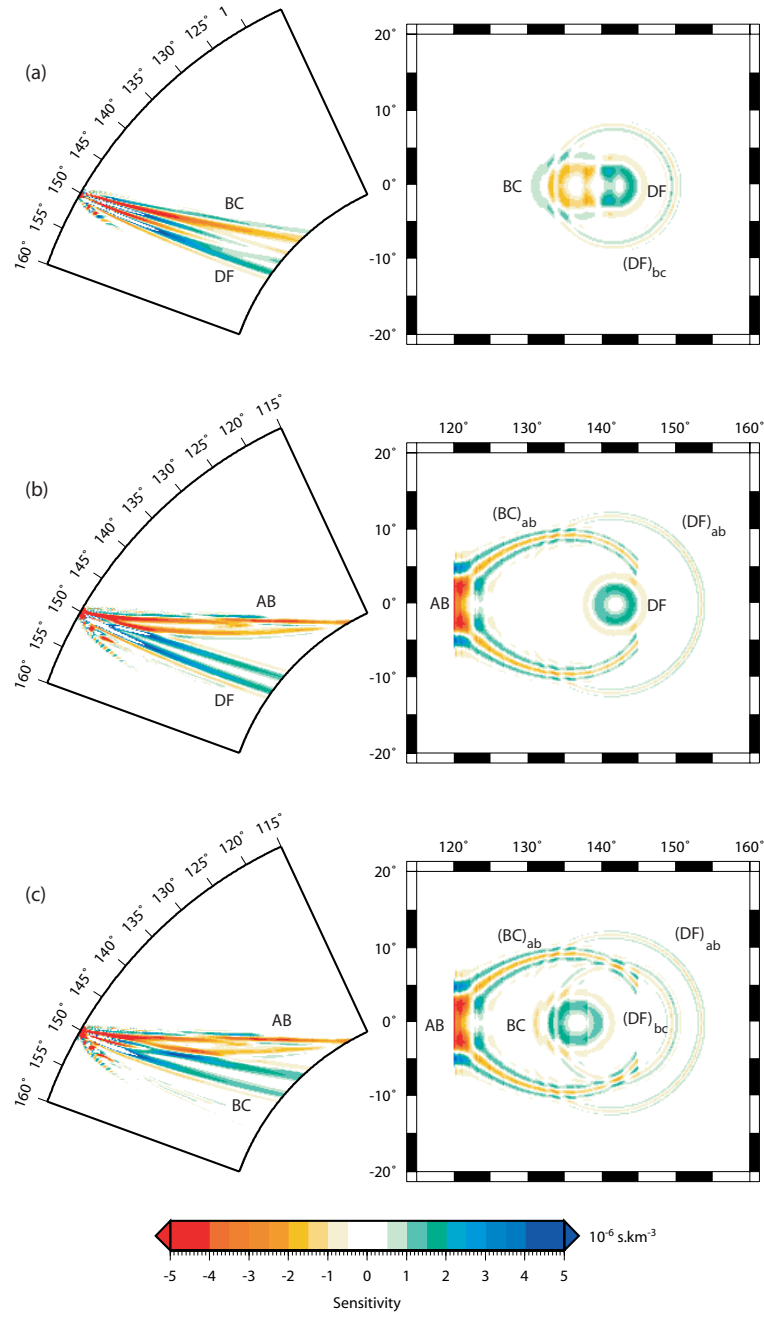 (a)
1
130°
135°
140°
145°
150°
155°
160°
BC
DF
20°
10°
0°
-10°
-20°
BC
DF
(DF)bc
(b)
115°
120°
125°
130°
135°
140°
145°
150°
155°
160°
AB
DF
120°
130°
140°
150°
160°
20°
10°
0°
-10°
-20°
(BC)ab
(DF)ab
AB
DF
(c)
115°
120°
125°
130°
135°
140°
145°
150°
155°
160°
AB
BC
120°
130°
140°
150°
160°
20°
10°
0°
-10°
-20°
(BC)ab
(DF)ab
AB
BC
(DF)bc
10-6 s.km-3
-5 -4 -3 -2 -1 0 1 2 3 4 5
Sensitivity